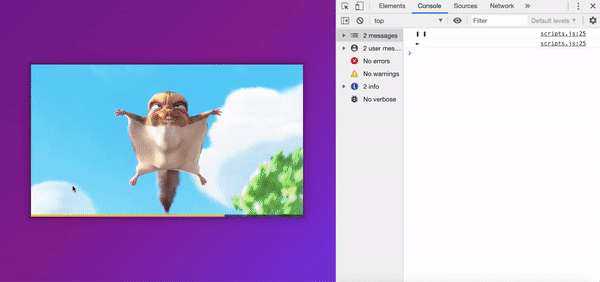 Elements Console Sources Network »
top Filter Default levels ▼
2 messages
2 user mes…
No errors
No warnings
2 info
No verbose
❚ ❚ scripts.js:25
► scripts.js:25